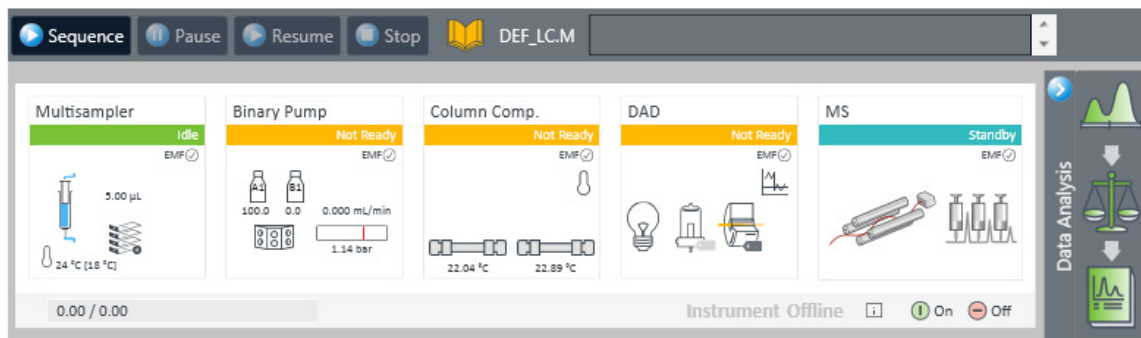 Sequence Pause Resume Stop DEF_LC.M
Multisampler
Idle
EMF
5.00 µL
24 °C [18 °C]
Binary Pump
Not Ready
EMF
A1 B1
100.0 0.0 0.000 mL/min
1.14 bar
Column Comp.
Not Ready
EMF
22.04 °C 22.89 °C
DAD
Not Ready
EMF
MS
Standby
EMF
Data Analysis
0.00 / 0.00 Instrument Offline i On Off